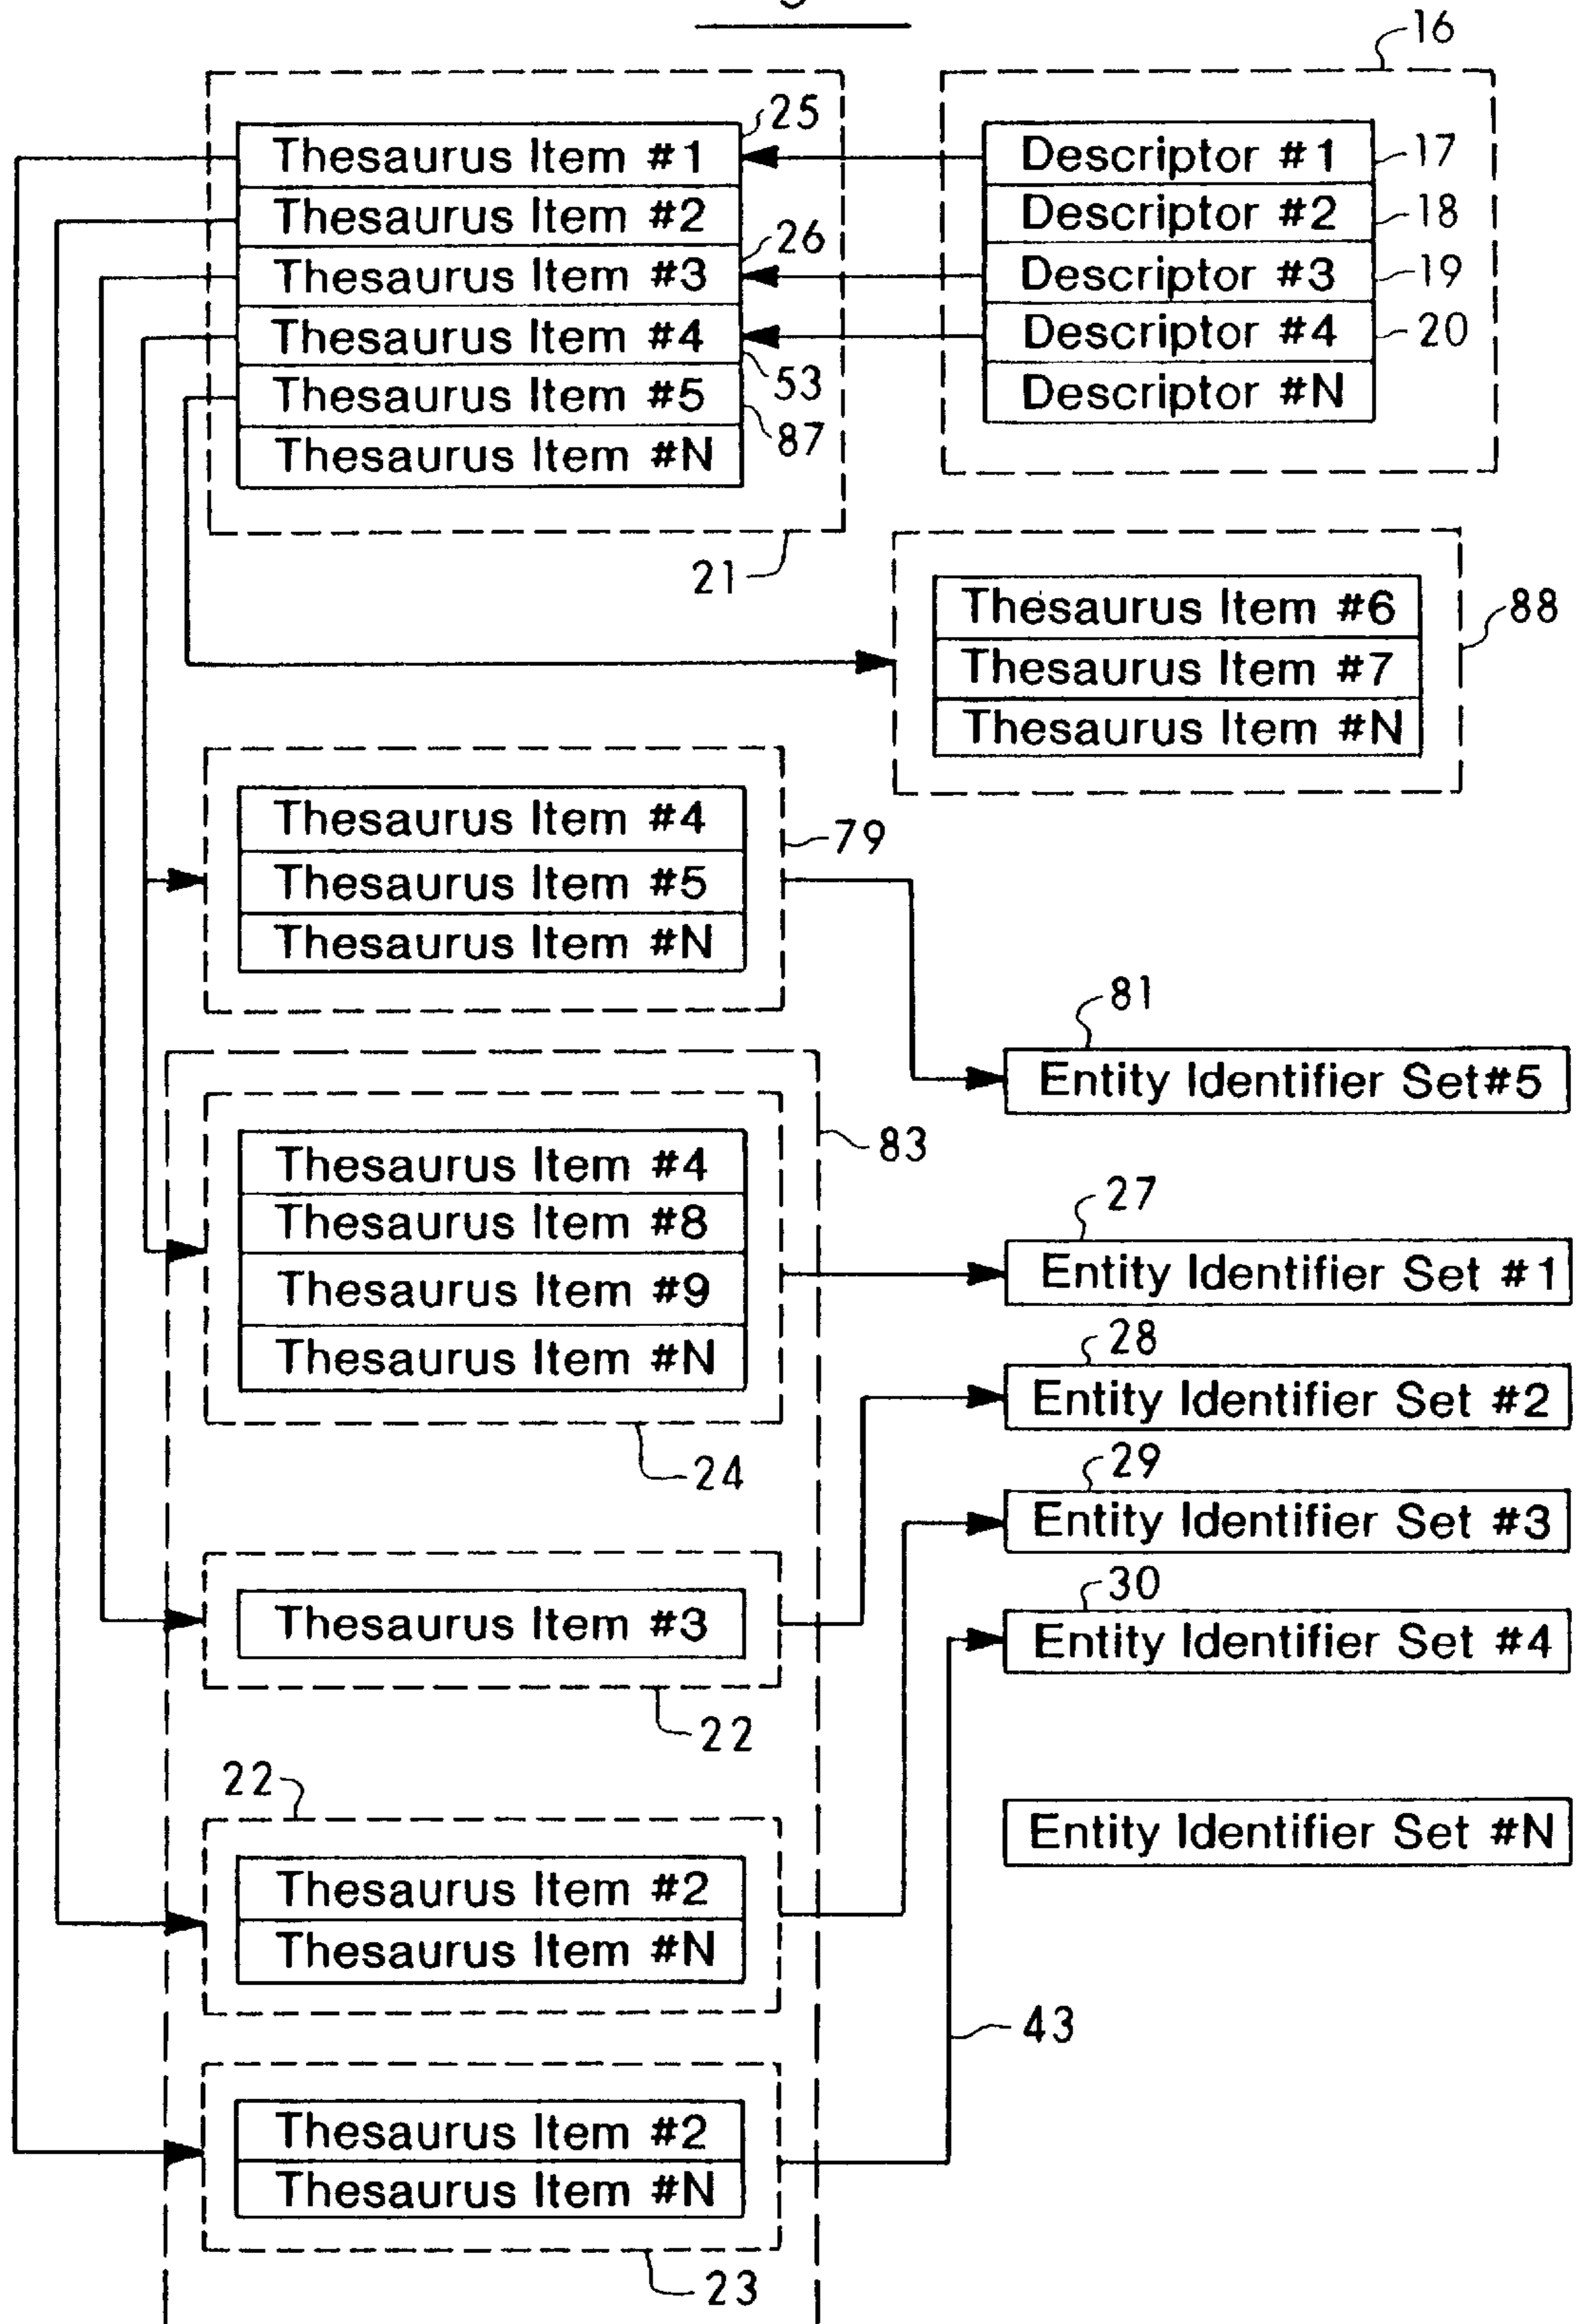 16
25
Thesaurus Item #1
Descriptor #1
17
Thesaurus Item #2
Descriptor #2
18
26
Thesaurus Item #3
Descriptor #3
19
Thesaurus Item #4
Descriptor #4
20
53
Thesaurus Item #5
Descriptor #N
87
Thesaurus Item #N
21
Thesaurus Item #6
88
Thesaurus Item #7
Thesaurus Item #N
Thesaurus Item #4
79
Thesaurus Item #5
Thesaurus Item #N
81
Entity Identifier Set#5
83
Thesaurus Item #4
Thesaurus Item #8
27
Thesaurus Item #9
Entity Identifier Set #1
Thesaurus Item #N
28
Entity Identifier Set #2
24
29
Entity Identifier Set #3
30
Thesaurus Item #3
Entity Identifier Set #4
22
22
Entity Identifier Set #N
Thesaurus Item #2
Thesaurus Item #N
43
Thesaurus Item #2
Thesaurus Item #N
23